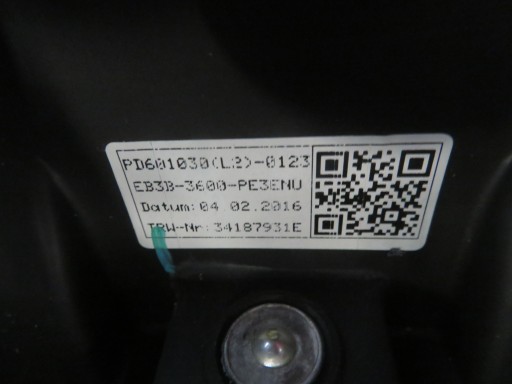 PD601030(L2)-0123
EB3B-3600-PE3ENU
Datum: 04.02.2016
TRW-Nr: 34187931E